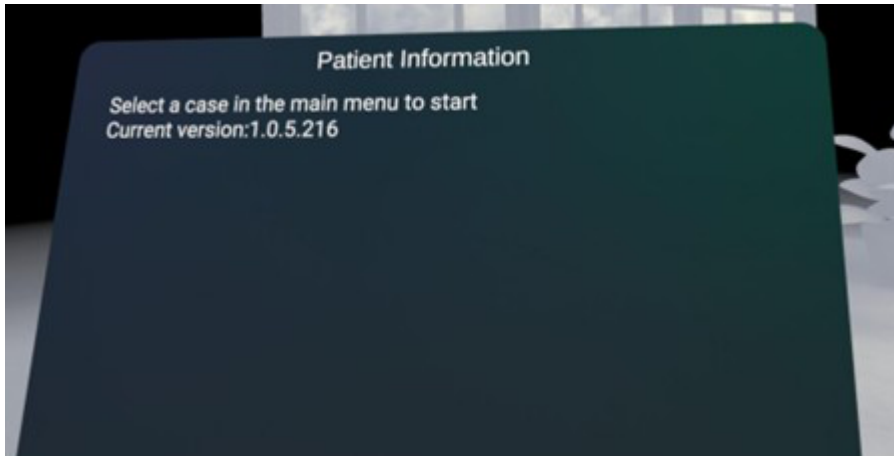 Patient Information
Select a case in the main menu to start
Current version:1.0.5.216